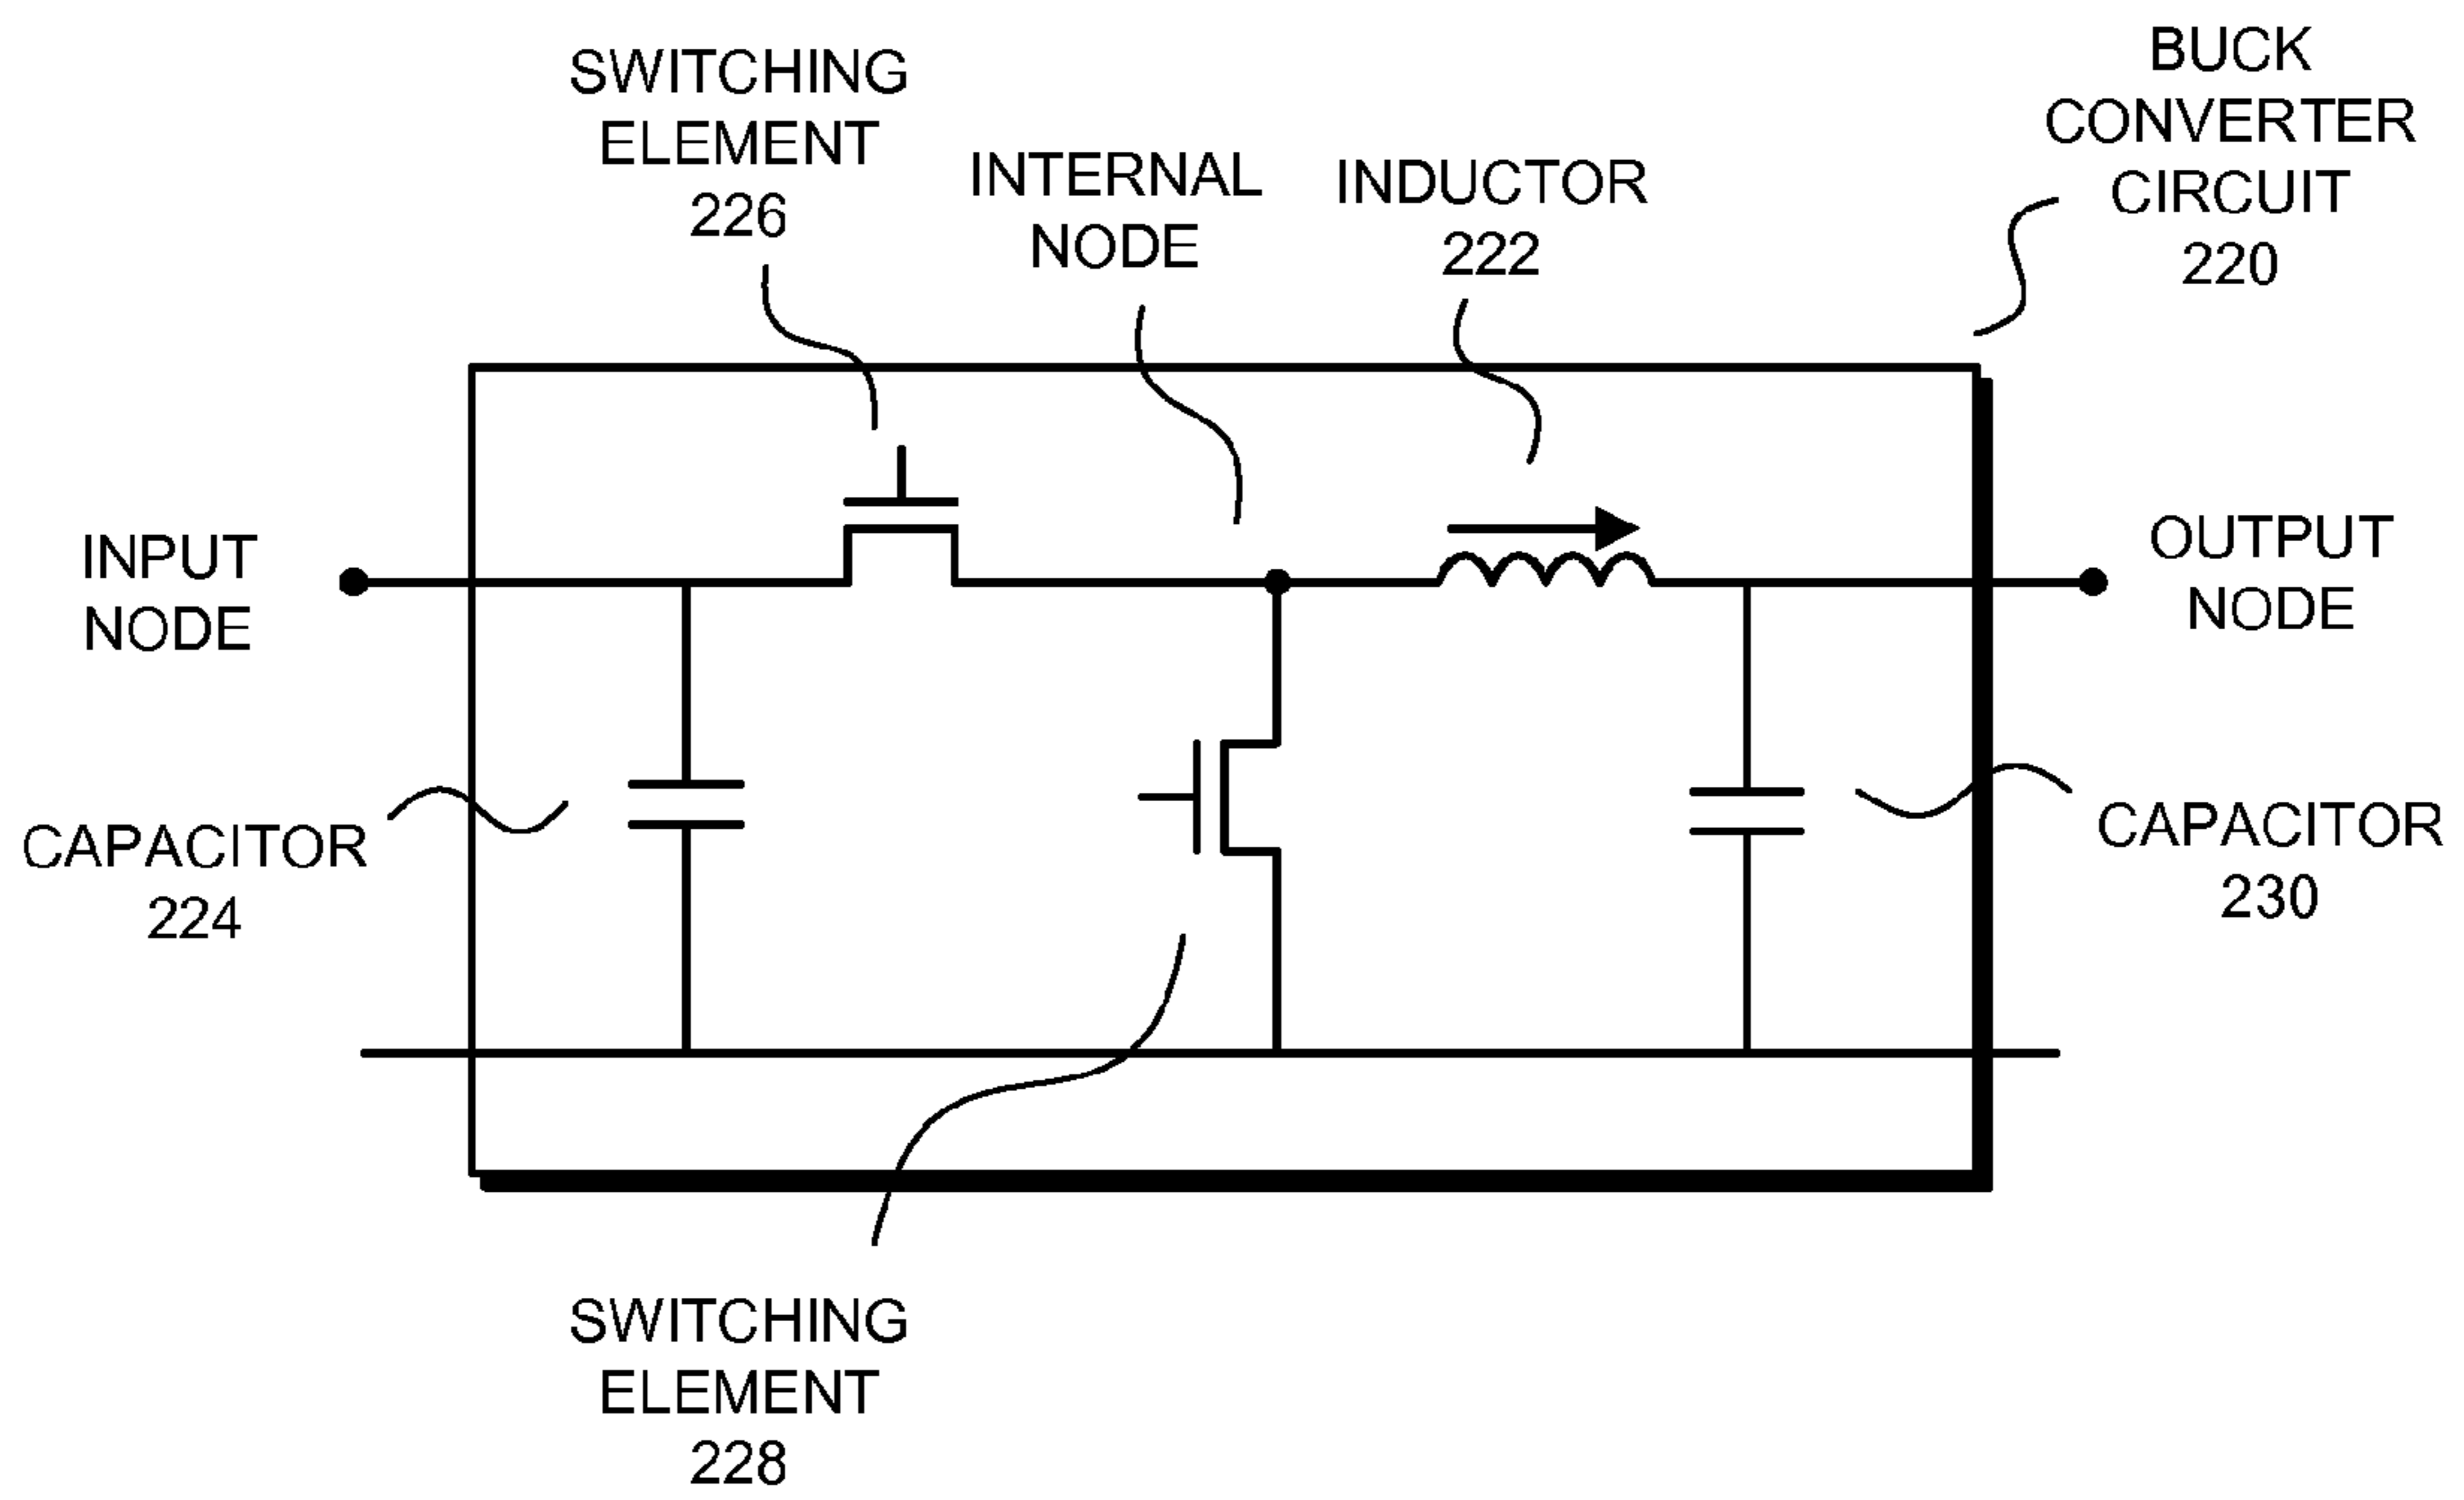 SWITCHING
ELEMENT
226
INTERNAL
NODE
INDUCTOR
222
BUCK
CONVERTER
CIRCUIT
220
INPUT
NODE
OUTPUT
NODE
CAPACITOR
224
CAPACITOR
230
SWITCHING
ELEMENT
228